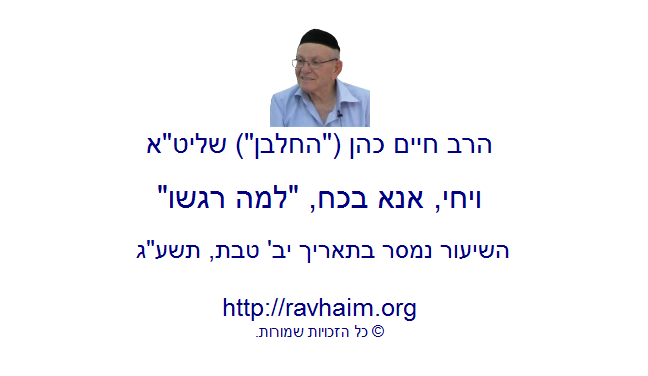 הרב חיים כהן ("החלבן") שליט"א
ויחי, אנא בכח, "למה רגשו"
השיעור נמסר בתאריך יב' טבת, תשע"ג
http://ravhaim.org
© כל הזכויות שמורות.